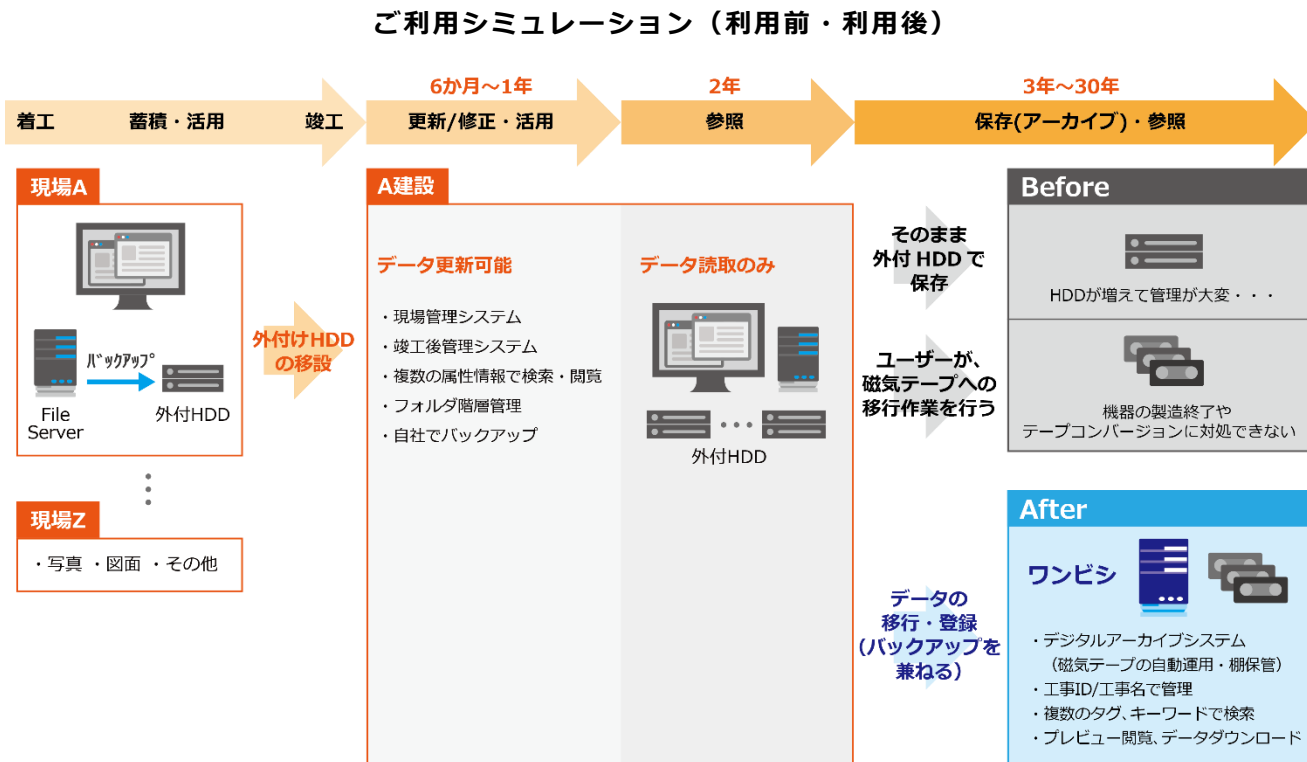 ご利用シミュレーション（利用前・利用後）
6か月～1年
2年
3年～30年
着工
蓄積・活用
竣工
更新/修正・活用
参照
保存(アーカイブ)・参照
現場A
バックアップ
File
Server
外付HDD
現場Z
・写真 ・図面 ・その他
外付けHDD
の移設
A建設
データ更新可能
・現場管理システム
・竣工後管理システム
・複数の属性情報で検索・閲覧
・フォルダ階層管理
・自社でバックアップ
データ読取のみ
外付HDD
そのまま
外付 HDD で
保存
ユーザーが、
磁気テープへの
移行作業を行う
データの
移行・登録
（バックアップを
兼ねる）
Before
HDDが増えて管理が大変・・・
機器の製造終了や
テープコンバージョンに対処できない
After
ワンビシ
・デジタルアーカイブシステム
（磁気テープの自動運用・棚保管）
・工事ID/工事名で管理
・複数のタグ、キーワードで検索
・プレビュー閲覧、データダウンロード